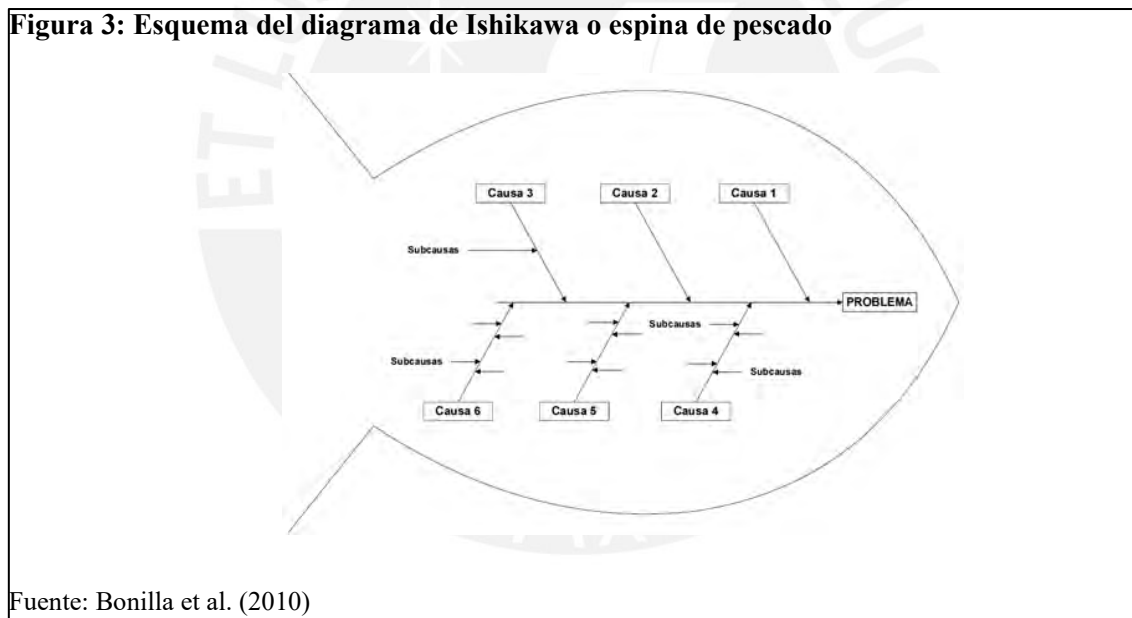 Figura 3: Esquema del diagrama de Ishikawa o espina de pescado
Causa 3
Causa 2
Causa 1
Subcausas
PROBLEMA
Subcausas
Subcausas
Subcausas
Causa 6
Causa 5
Causa 4
Fuente: Bonilla et al. (2010)